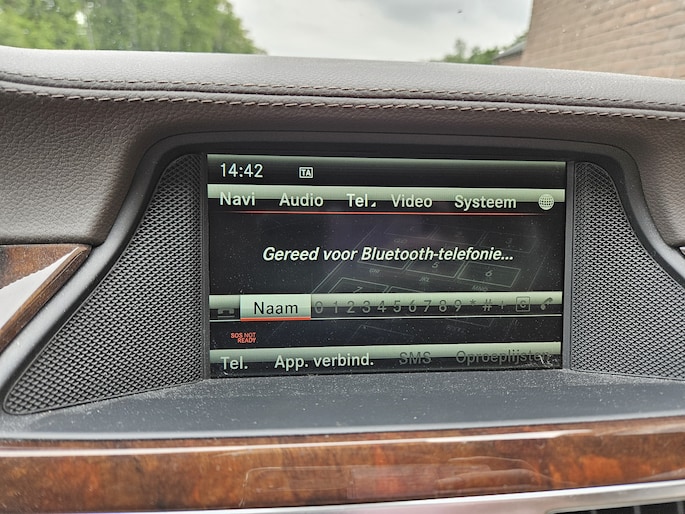 14:42 TA
Navi Audio Tel. Video Systeem
Gereed voor Bluetooth-telefonie...
Naam 0 1 2 3 4 5 6 7 8 9 * # +
SOS NOT
READY
Tel. App. verbind. SMS Oproeplijsten